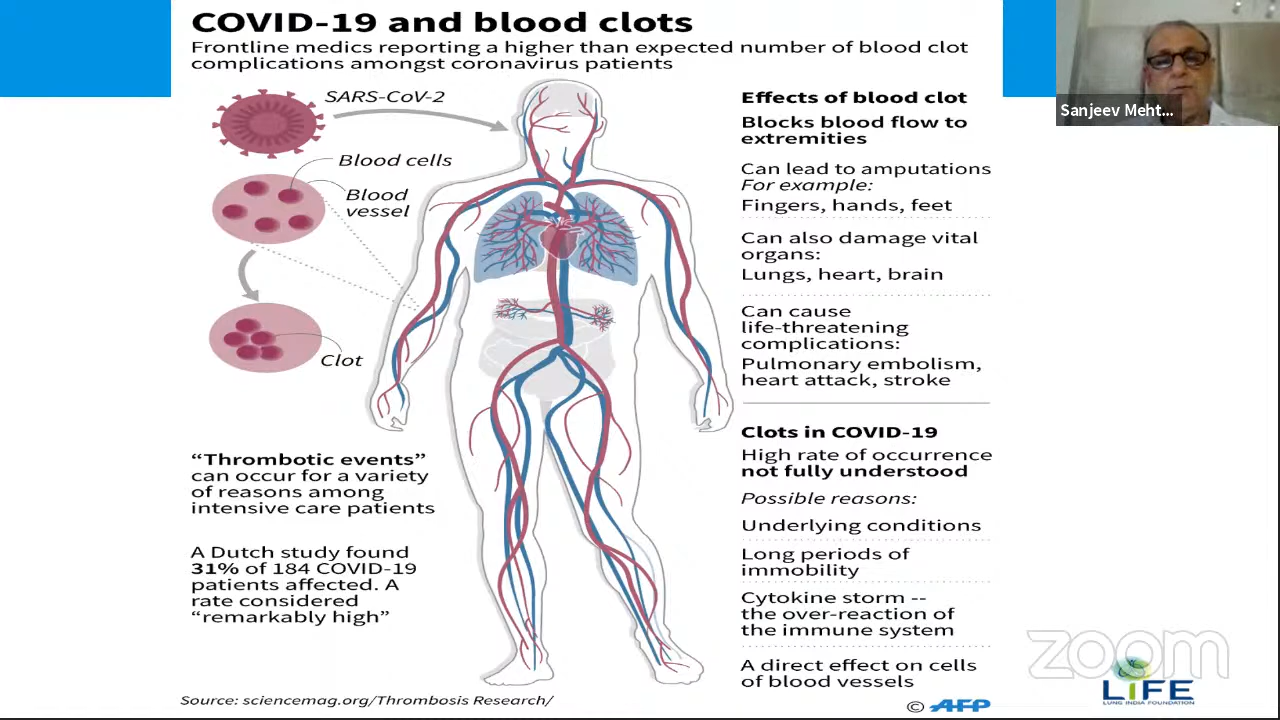 COVID-19 and blood clots
Frontline medics reporting a higher than expected number of blood clot
complications amongst coronavirus patients
SARS-CoV-2
Blood cells
Blood
vessel
Clot
"Thrombotic events"
can occur for a variety
of reasons among
intensive care patients
A Dutch study found
31% of 184 COVID-19
patients affected. A
rate considered
"remarkably high"
Source: sciencemag.org/Thrombosis Research/
Effects of blood clot
Blocks blood flow to
extremities
Can lead to amputations
For example:
Fingers, hands, feet
Can also damage vital
organs:
Lungs, heart, brain
Can cause
life-threatening
complications:
Pulmonary embolism,
heart attack, stroke
Clots in COVID-19
High rate of occurrence
not fully understood
Possible reasons:
Underlying conditions
Long periods of
immobility
Cytokine storm --
the over-reaction of
the immune system
A direct effect on cells
of blood vessels
© AFP
Sanjeev Meht...
zoom
LiFE
LUNG INDIA FOUNDATION